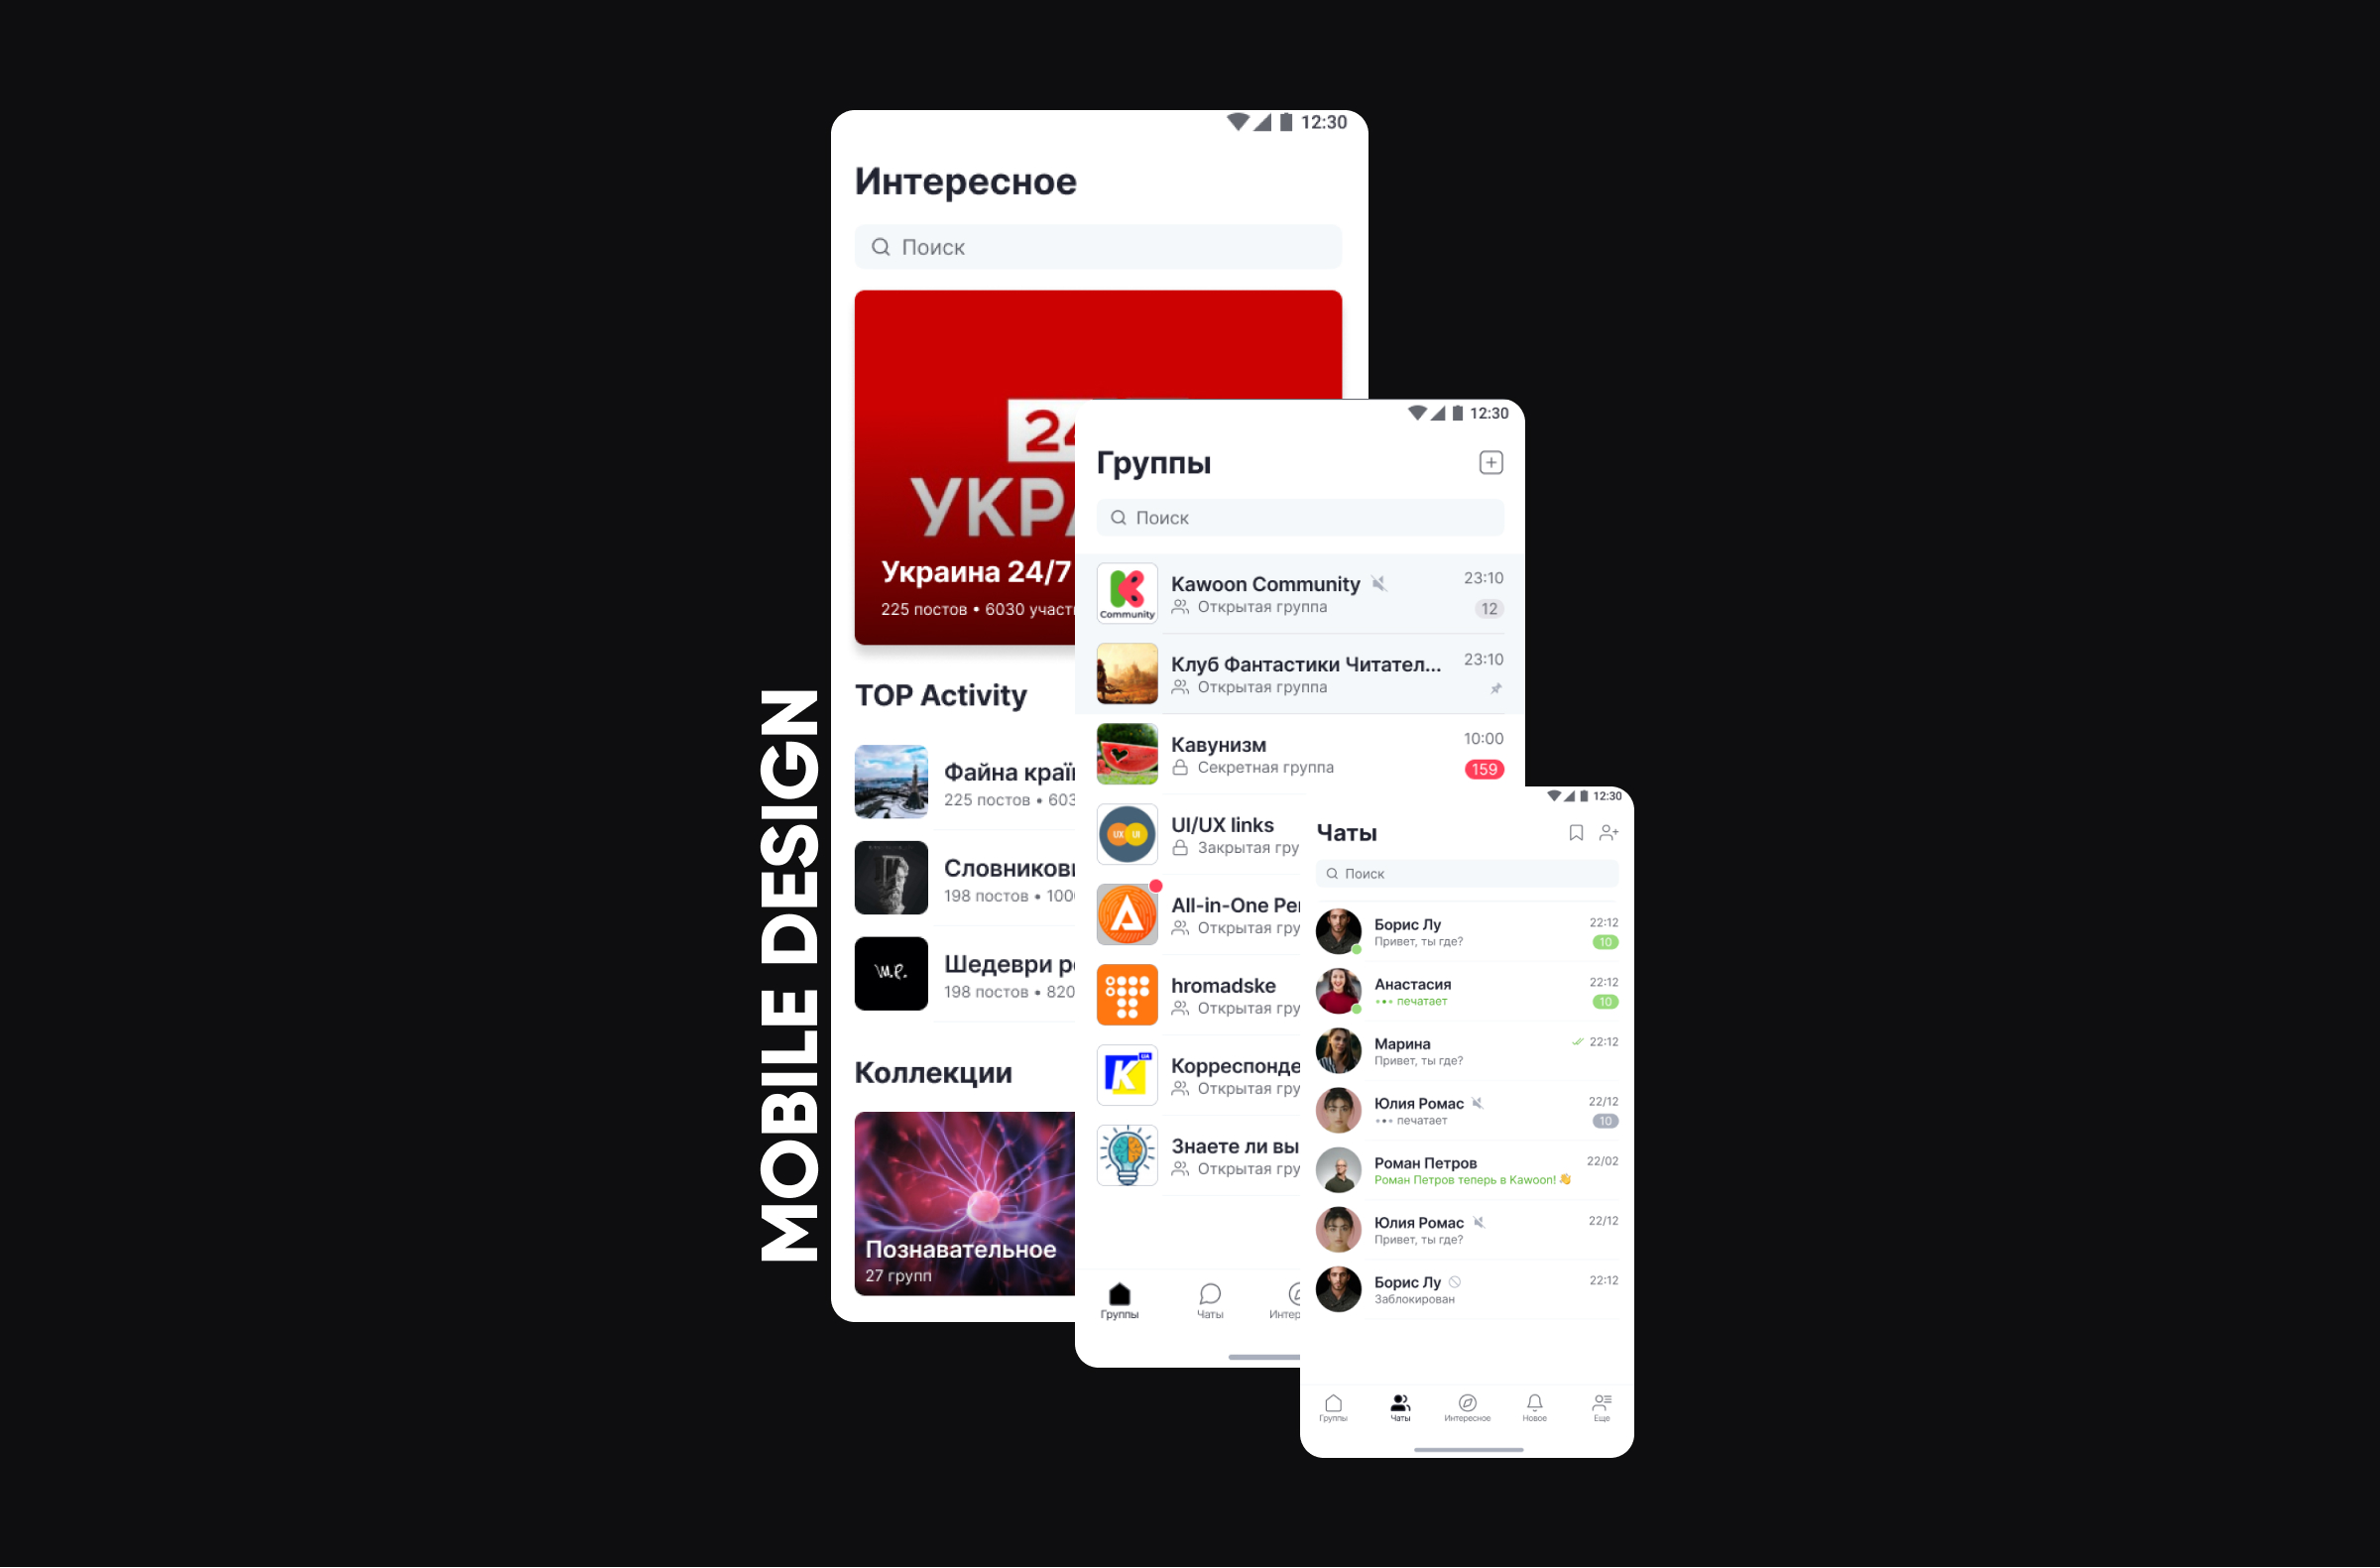 MOBILE DESIGN
12:30
Интересное
Поиск
24
УКРА
Украина 24/7
225 постов • 6030
TOP Activity
Файна
225 постов • 603
198 постов • 100
Шедеври
198 постов • 820
Коллекции
Познавательное
27 групп
12:30
Группы
Поиск
Community
Kawoon Community 23:10
Открытая группа 12
Клуб Фантастики Читател... 23:10
Открытая группа
Кавунизм 10:00
Секретная группа 159
UX UI
UI/UX links
Закрытая гру
All-in-One
Открытая гру
hromadske
Открытая гру
K UA
Корреспонде
Открытая гру
Знаете ли вы
Открытая гру
Группы Чаты Интер
12:30
Чаты
Поиск
Борис Лу 22:12
Привет, ты где? 10
Анастасия 22:12
печатает 10
Марина 22:12
Привет, ты где?
Юлия Ромас 22/12
печатает 10
Роман Петров 22/02
Роман Петров теперь в Kawoon! 👋
Юлия Ромас 22/12
Привет, ты где?
Борис Лу 22:12
Заблокирован
Группы Чаты Интересное Новое Еще